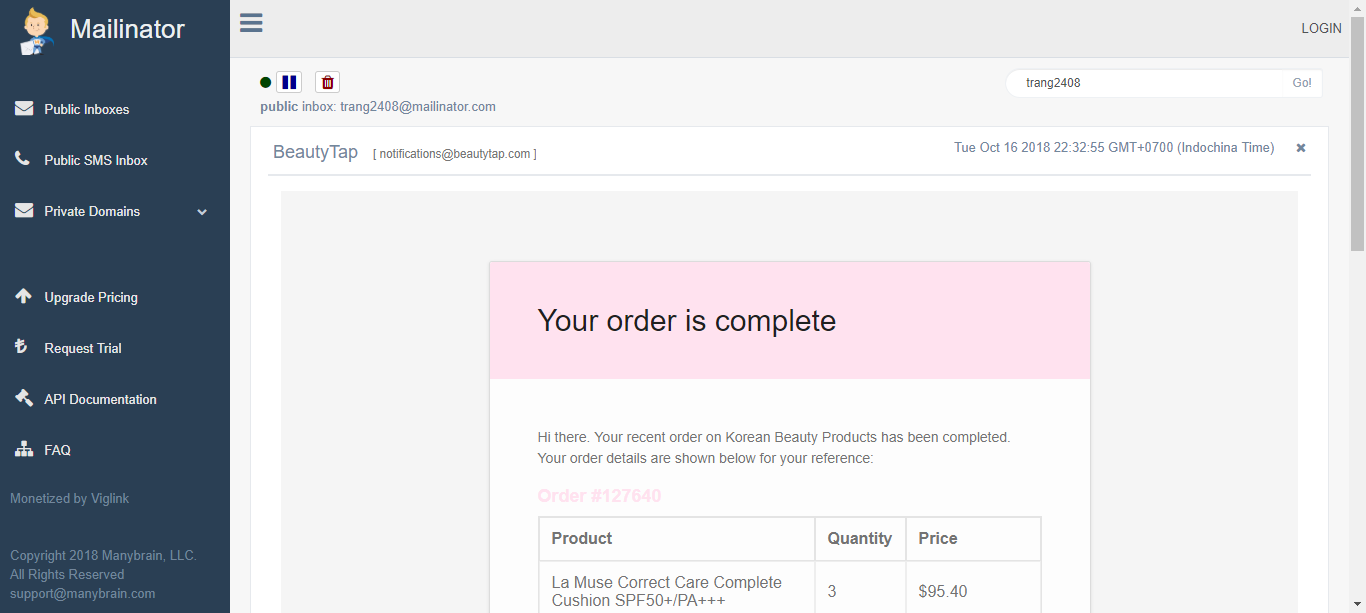 Mailinator
Public Inboxes
Public SMS Inbox
Private Domains
Upgrade Pricing
Request Trial
API Documentation
FAQ
Monetized by Viglink
Copyright 2018 Manybrain, LLC.
All Rights Reserved
support@manybrain.com
LOGIN
trang2408
Go!
public inbox: trang2408@mailinator.com
BeautyTap [ notifications@beautytap.com ]
Tue Oct 16 2018 22:32:55 GMT+0700 (Indochina Time)
Your order is complete
Hi there. Your recent order on Korean Beauty Products has been completed.
Your order details are shown below for your reference:
Order #127640
Product Quantity Price
La Muse Correct Care Complete
Cushion SPF50+/PA+++
3 $95.40